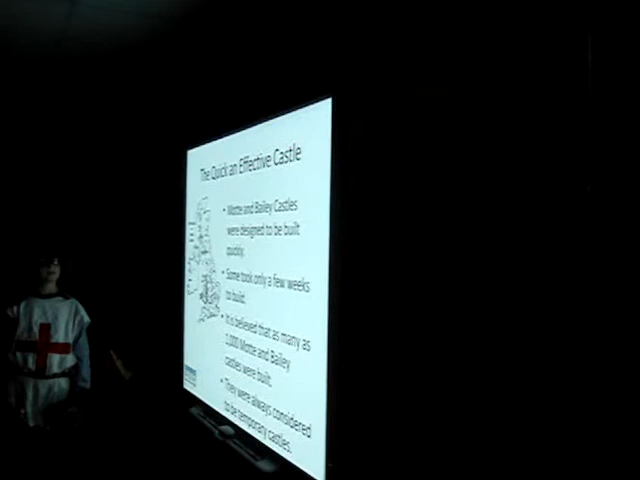 The Quick an Effective Castle
• Motte and Bailey Castles
were designed to be built
quickly.
• Some took only a few weeks
to build.
• It is believed that as many as
1,000 Motte and Bailey
castles were built.
• They were always considered
to be temporary castles.